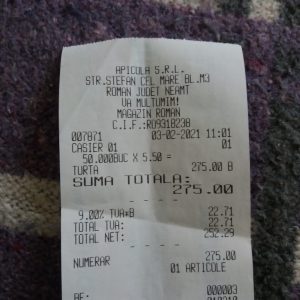 APICOLA S.R.L.
STR.STEFAN CEL MARE BL.M3
ROMAN JUDET NEAMT
VA MULTUMIM!
MAGAZIN ROMAN
C.I.F.:RO9318238
007871 03-02-2021 11:01
CASIER 01 01
50.000BUC X 5.50 =
TURTA 275.00 B
SUMA TOTALA:
275.00
- - - -
9.00% TVA:B 22.71
TOTAL TVA: 22.71
TOTAL NET: 252.29
- - - -
NUMERAR 275.00
01 ARTICOLE
BF: 000003